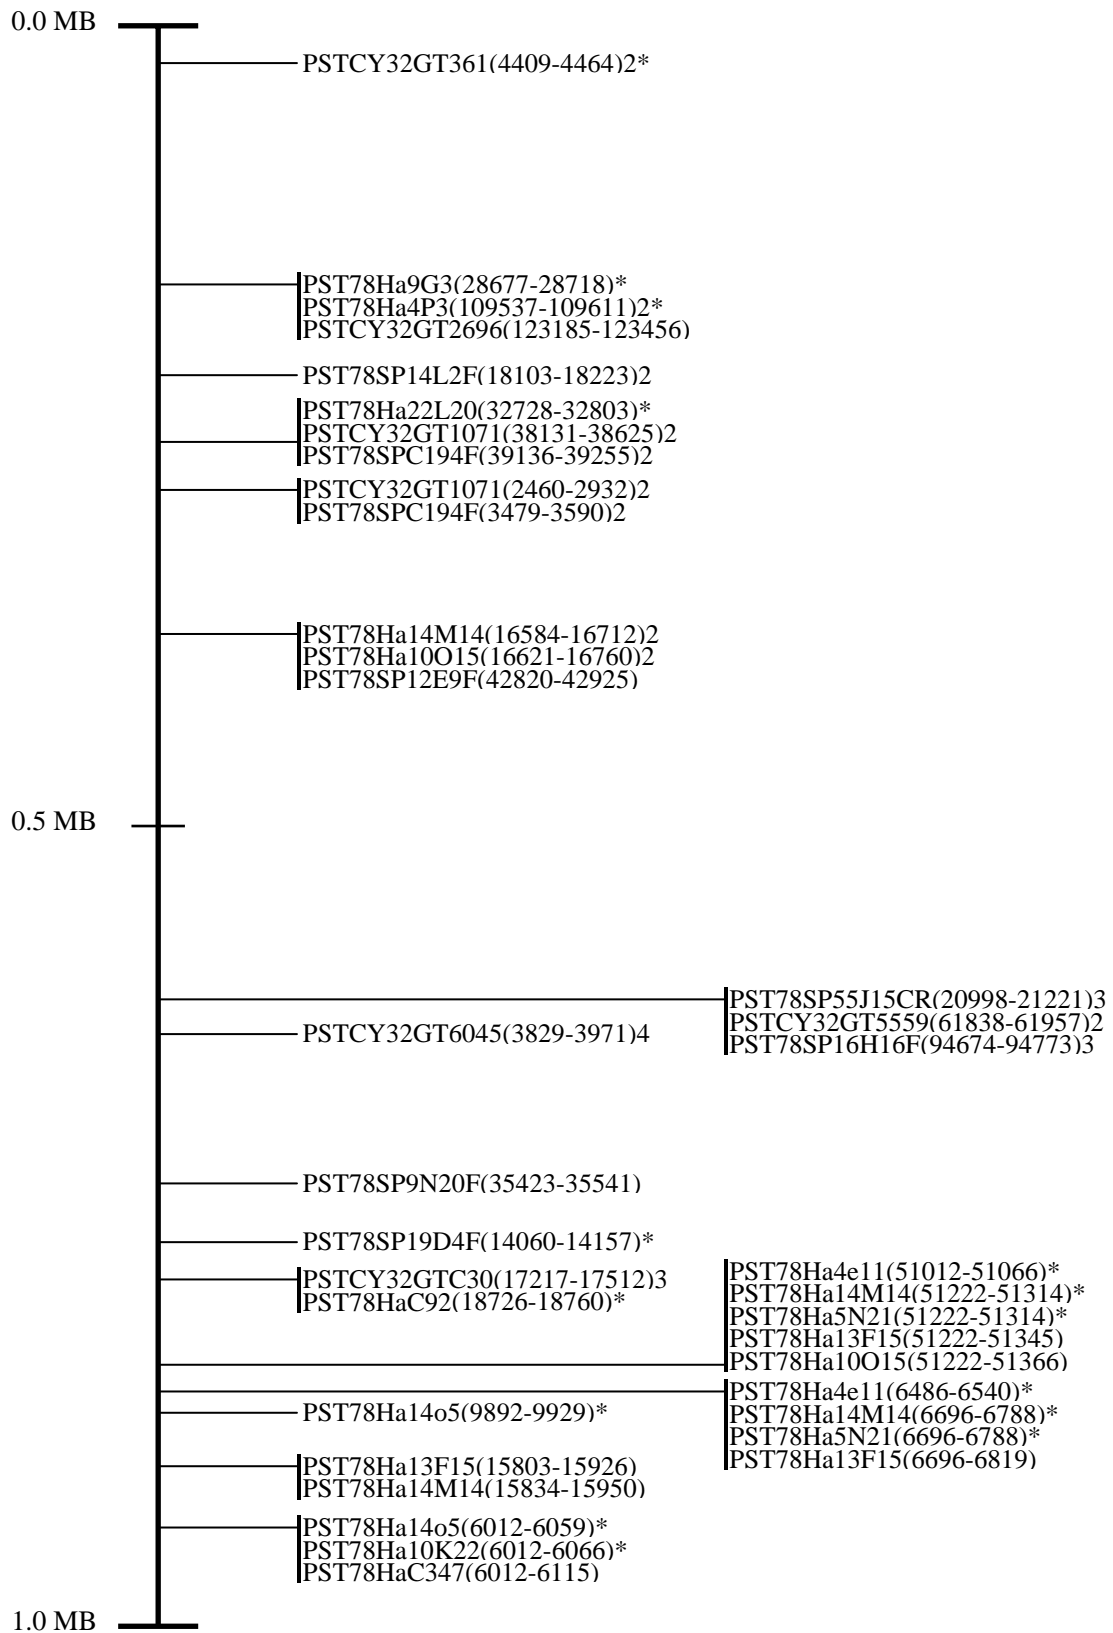 0.0 MB
PSTCY32GT361(4409-4464)2*
PST78Ha9G3(28677-28718)*
PST78Ha4P3(109537-109611)2*
PSTCY32GT2696(123185-123456)
PST78SP14L2F(18103-18223)2
PST78Ha22L20(32728-32803)*
PSTCY32GT1071(38131-38625)2
PST78SPC194F(39136-39255)2
PSTCY32GT1071(2460-2932)2
PST78SPC194F(3479-3590)2
PST78Ha14M14(16584-16712)2
PST78Ha10O15(16621-16760)2
PST78SP12E9F(42820-42925)
0.5 MB
PST78SP55J15CR(20998-21221)3
PSTCY32GT5559(61838-61957)2
PST78SP16H16F(94674-94773)3
PSTCY32GT6045(3829-3971)4
PST78SP9N20F(35423-35541)
PST78SP19D4F(14060-14157)*
PSTCY32GTC30(17217-17512)3
PST78HaC92(18726-18760)*
PST78Ha4e11(51012-51066)*
PST78Ha14M14(51222-51314)*
PST78Ha5N21(51222-51314)*
PST78Ha13F15(51222-51345)
PST78Ha10O15(51222-51366)
PST78Ha4e11(6486-6540)*
PST78Ha14M14(6696-6788)*
PST78Ha5N21(6696-6788)*
PST78Ha13F15(6696-6819)
PST78Ha14o5(9892-9929)*
PST78Ha13F15(15803-15926)
PST78Ha14M14(15834-15950)
PST78Ha14o5(6012-6059)*
PST78Ha10K22(6012-6066)*
PST78HaC347(6012-6115)
1.0 MB